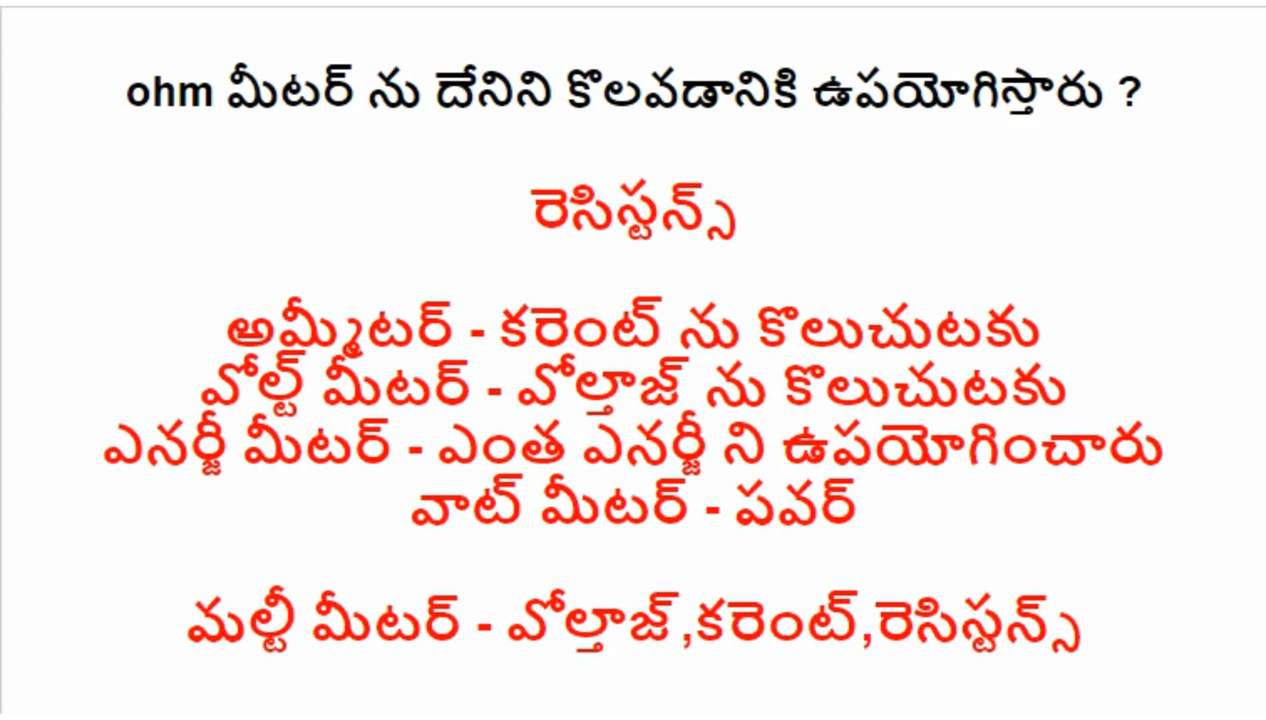 ohm మీటర్ ను దేనిని కొలవడానికి ఉపయోగిస్తారు ?
రెసిస్టన్స్
అమ్మీటర్ - కరెంట్ ను కొలుచుటకు
వోల్ట్ మీటర్ - వోల్తాజ్ ను కొలుచుటకు
ఎనర్జీ మీటర్ - ఎంత ఎనర్జీ ని ఉపయోగించారు
వాట్ మీటర్ - పవర్
మల్టీ మీటర్ - వోల్తాజ్,కరెంట్,రెసిస్టన్స్